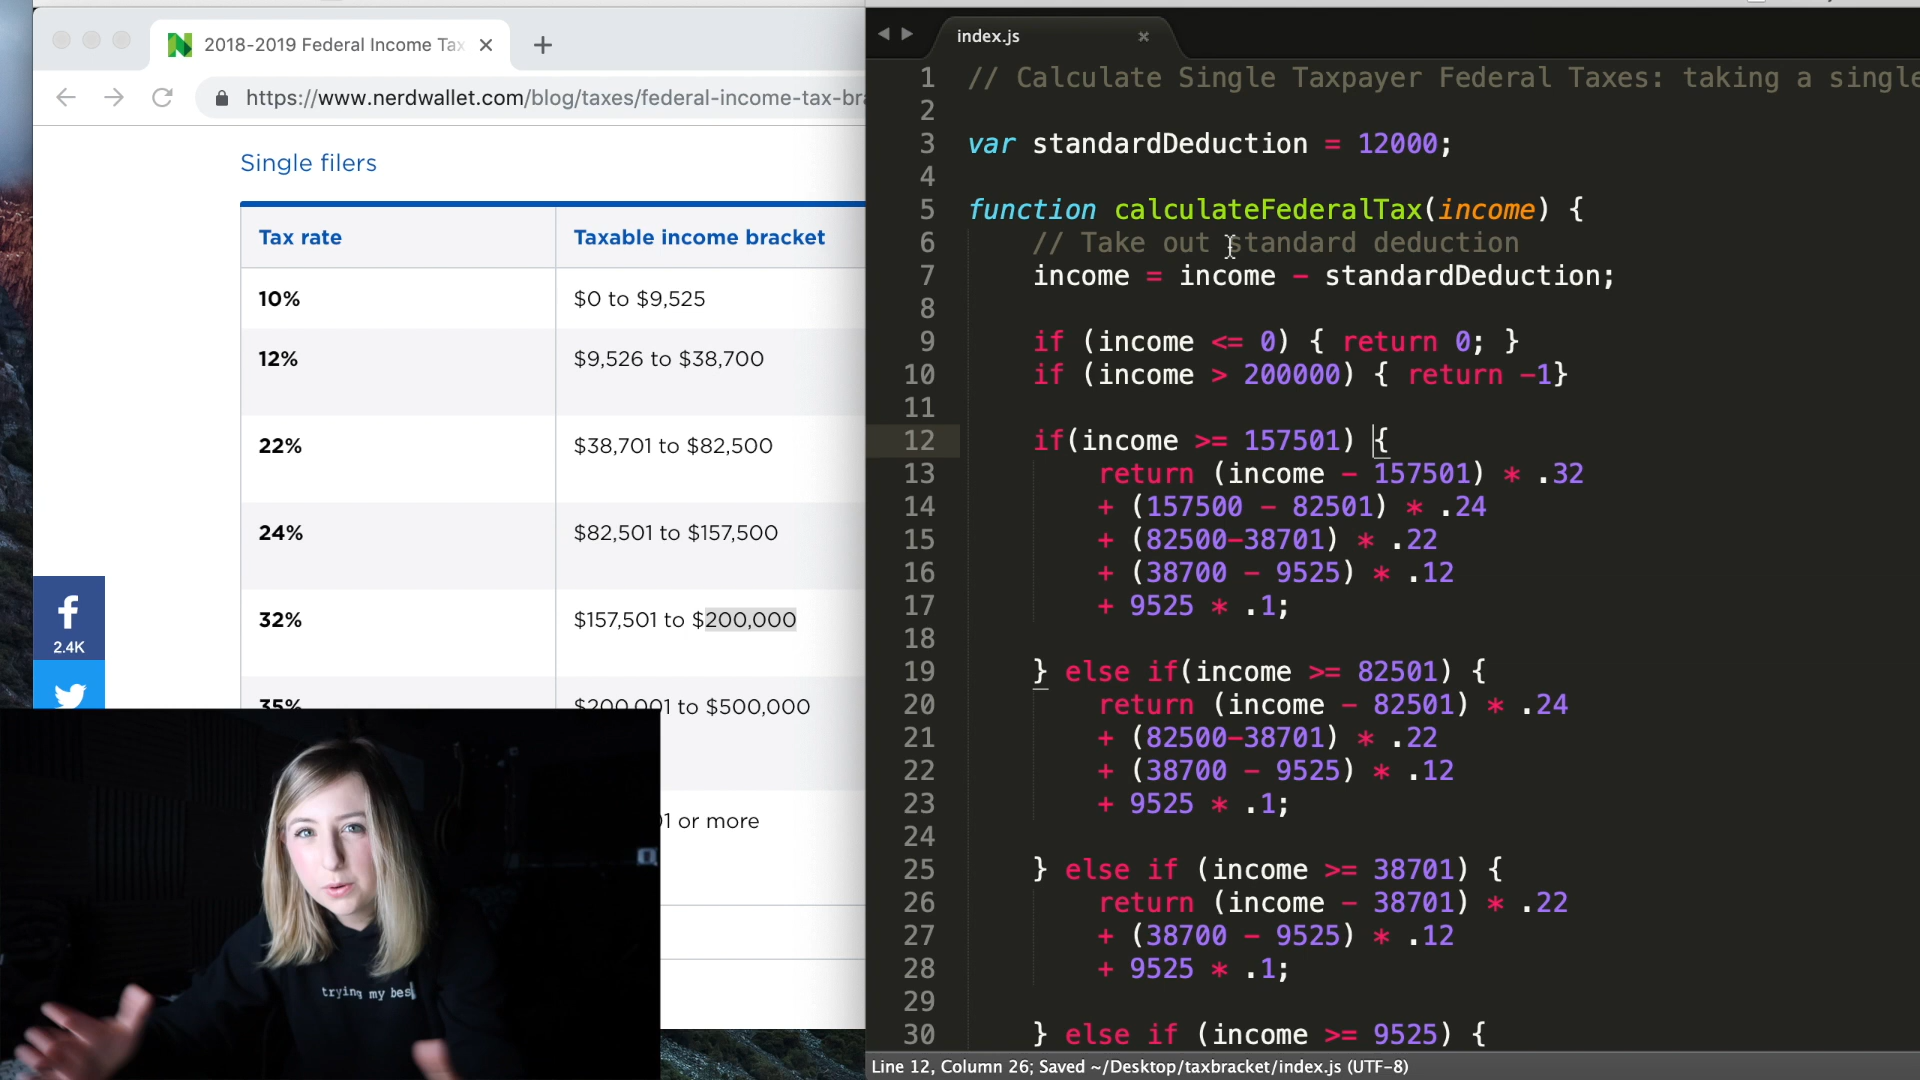 2018-2019 Federal Income Tax
https://www.nerdwallet.com/blog/taxes/federal-income-tax-bra
Single filers
Tax rate Taxable income bracket
10% $0 to $9,525
12% $9,526 to $38,700
22% $38,701 to $82,500
24% $82,501 to $157,500
32% $157,501 to $200,000
35% $200,001 to $500,000
1 or more
2.4K
trying my bes
index.js
1 // Calculate Single Taxpayer Federal Taxes: taking a single
2
3 var standardDeduction = 12000;
4
5 function calculateFederalTax(income) {
6 // Take out standard deduction
7 income = income - standardDeduction;
8
9 if (income <= 0) { return 0; }
10 if (income > 200000) { return -1}
11
12 if(income >= 157501) {
13 return (income - 157501) * .32
14 + (157500 - 82501) * .24
15 + (82500-38701) * .22
16 + (38700 - 9525) * .12
17 + 9525 * .1;
18
19 } else if(income >= 82501) {
20 return (income - 82501) * .24
21 + (82500-38701) * .22
22 + (38700 - 9525) * .12
23 + 9525 * .1;
24
25 } else if (income >= 38701) {
26 return (income - 38701) * .22
27 + (38700 - 9525) * .12
28 + 9525 * .1;
29
30 } else if (income >= 9525) {
Line 12, Column 26; Saved ~/Desktop/taxbracket/index.js (UTF-8)